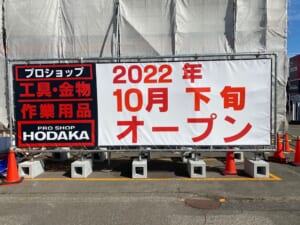 プロショップ
工具・金物
作業用品
PRO SHOP
HODAKA
2022年
10月下旬
オープン